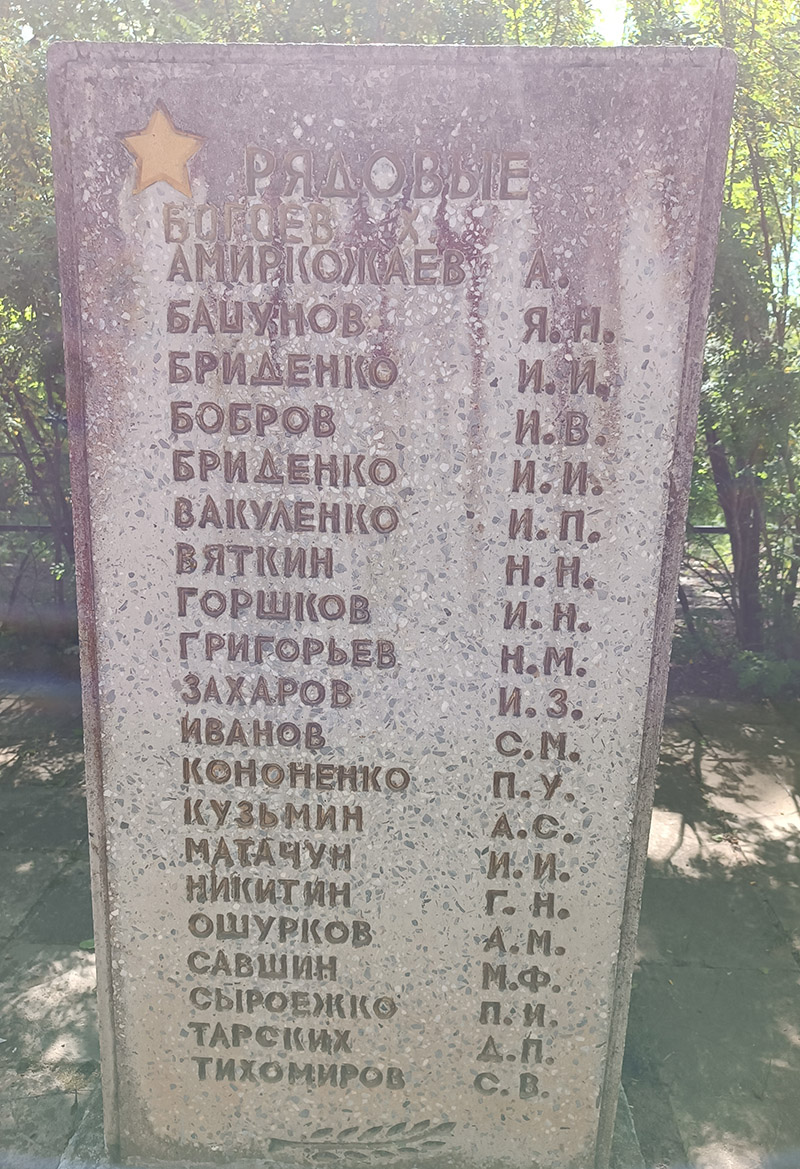 РЯДОВЫЕ
БОГОЕВ Х
АМИРКОЖАЕВ А.
БАШУНОВ Я. Н.
БРИДЕНКО И. И.
БОБРОВ И. В.
БРИДЕНКО И. И.
ВАКУЛЕНКО И. П.
ВЯТКИН Н. Н.
ГОРШКОВ И. Н.
ГРИГОРЬЕВ Н. М.
ЗАХАРОВ И. З.
ИВАНОВ С. М.
КОНОНЕНКО П. У.
КУЗЬМИН А. С.
МАТАЧУН И. И.
НИКИТИН Г. Н.
ОШУРКОВ А. М.
САВШИН М. Ф.
СЫРОЕЖКО П. И.
ТАРСКИХ Д. П.
ТИХОМИРОВ С. В.